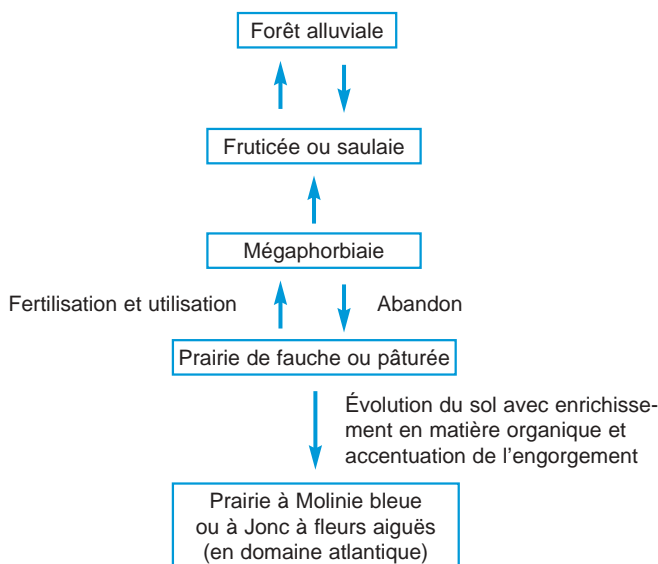 Forêt alluviale
Fruticée ou saulaie
Mégaphorbiaie
Fertilisation et utilisation
Abandon
Prairie de fauche ou pâturée
Évolution du sol avec enrichisse-
ment en matière organique et
accentuation de l'engorgement
Prairie à Molinie bleue
ou à Jonc à fleurs aiguës
(en domaine atlantique)